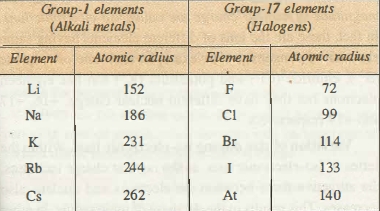 Group-1 elements Group-17 elements
(Alkali metals) (Halogens)
Element Atomic radius Element Atomic radius
Li 152 F 72
Na 186 Cl 99
K 231 Br 114
Rb 244 I 133
Cs 262 At 140